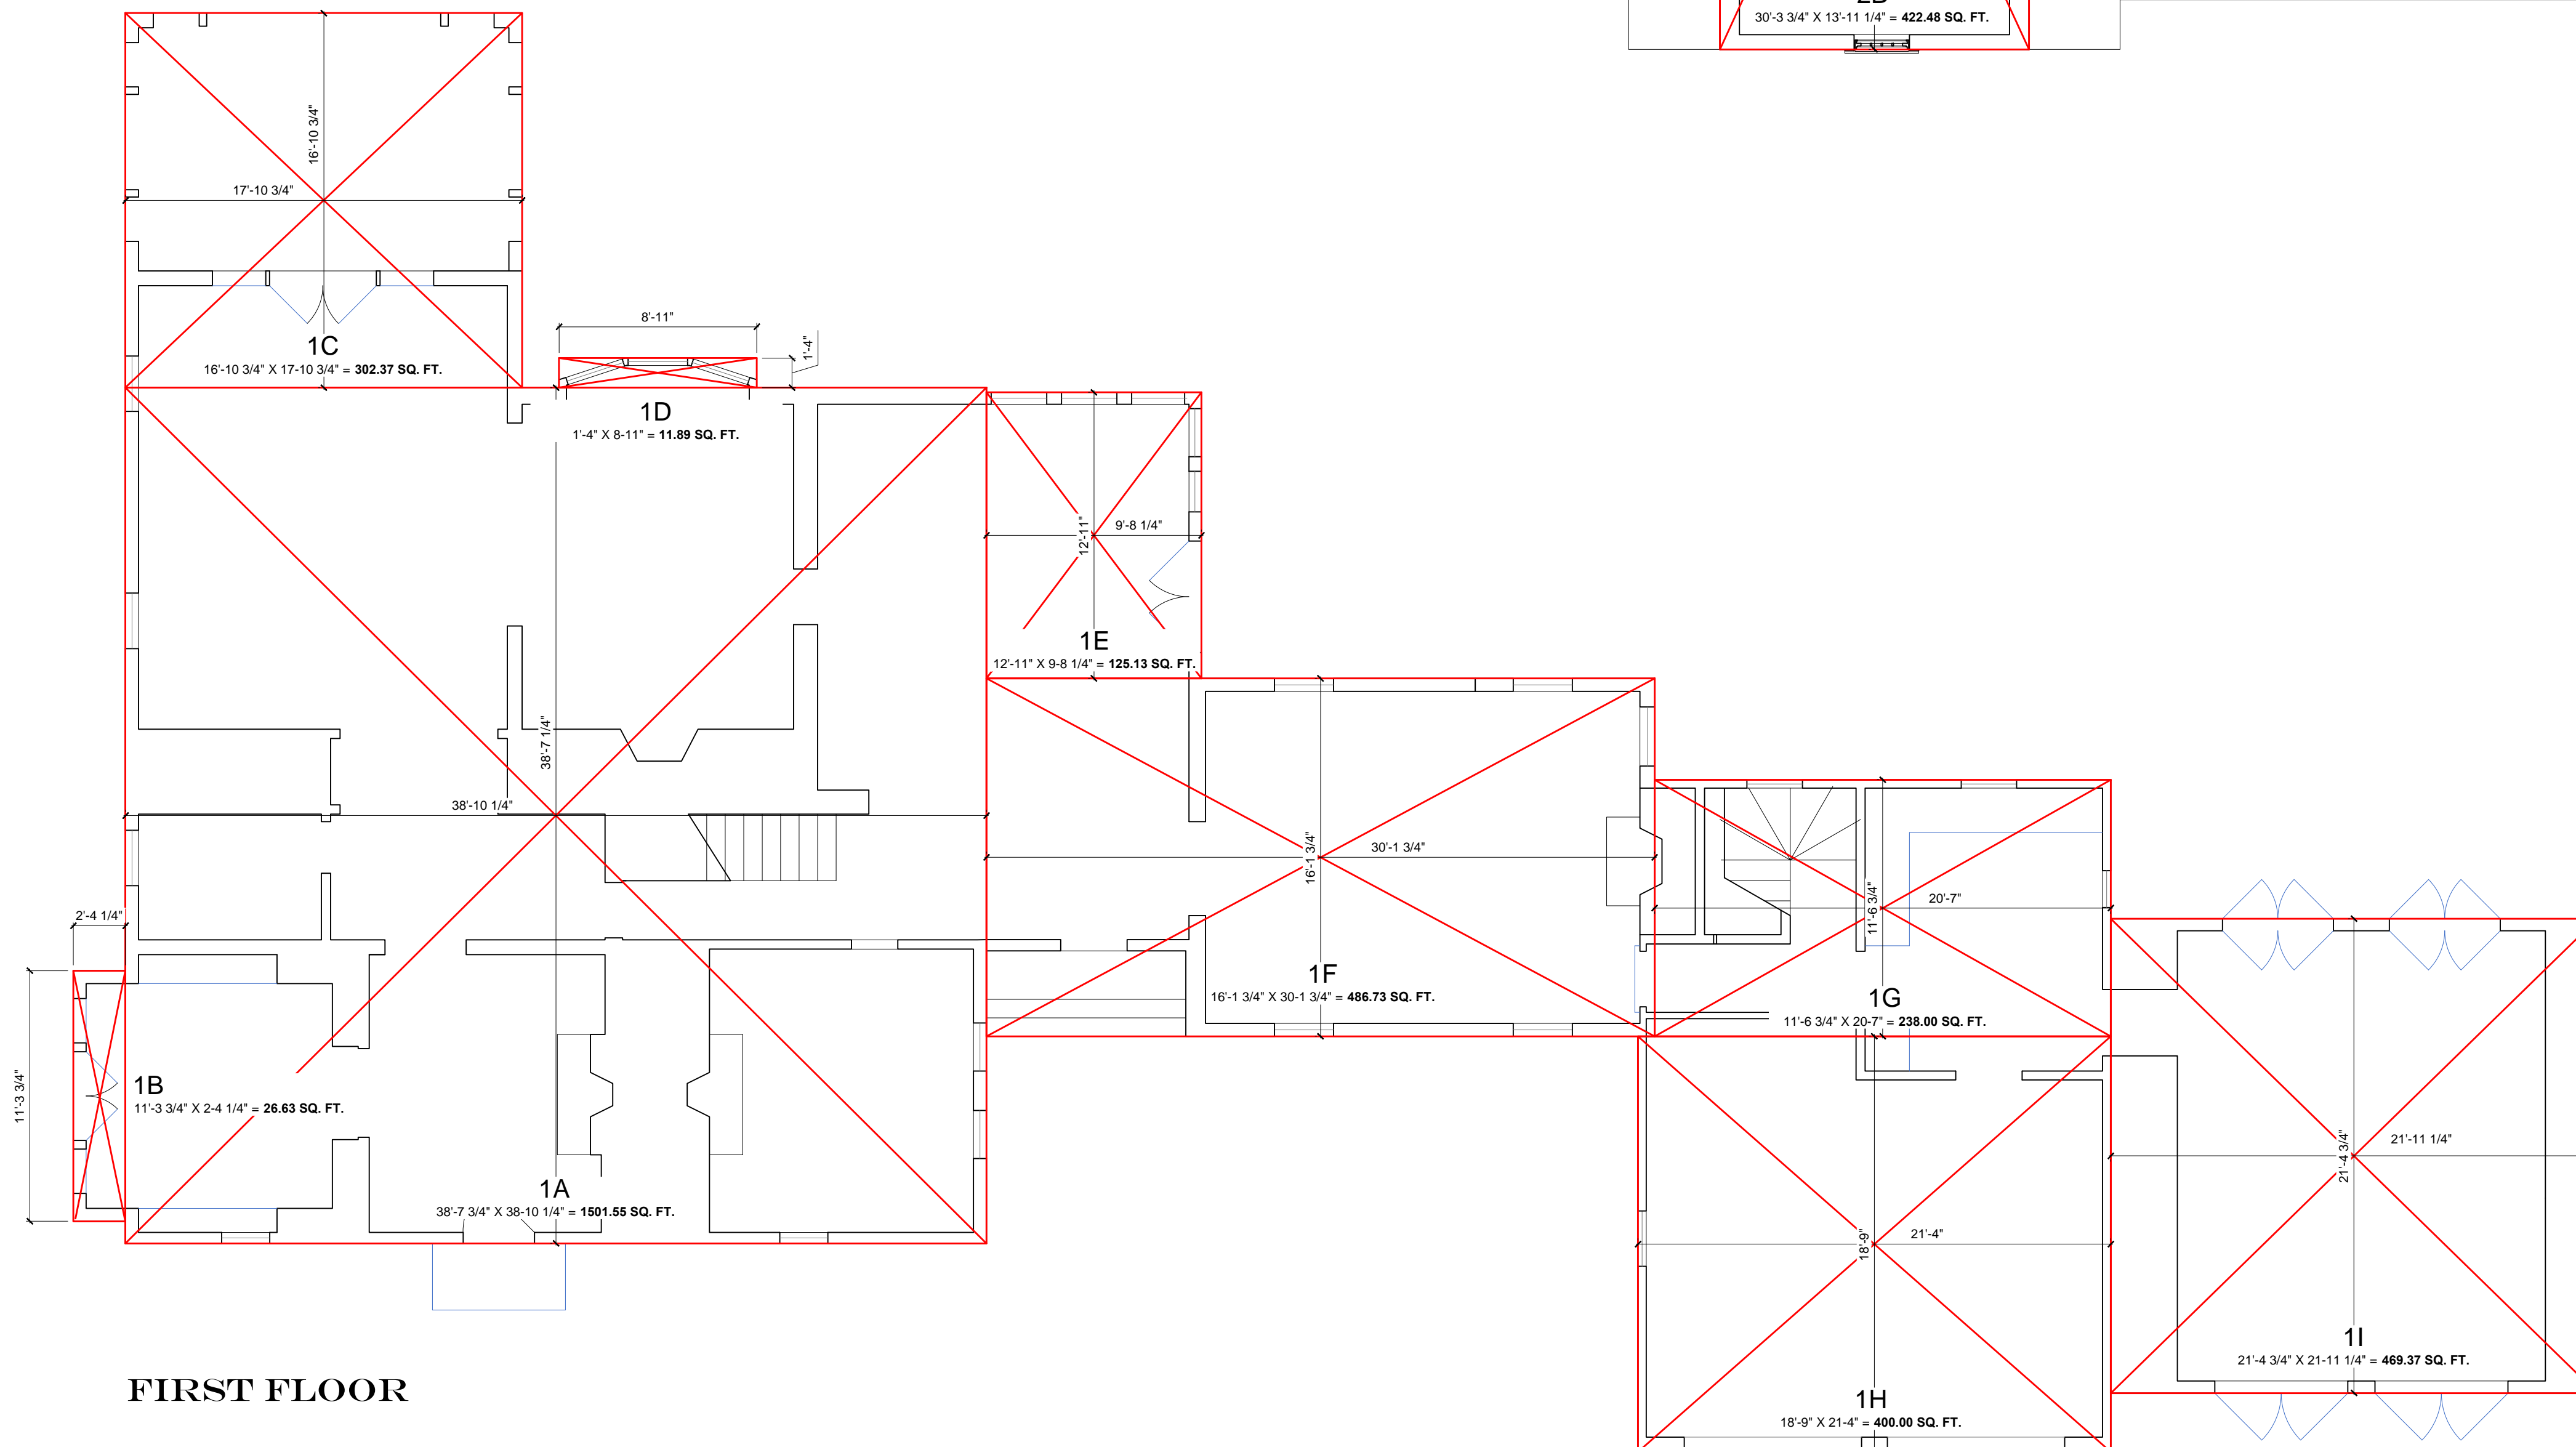 30'-3 3/4" X 13'-11 1/4" = 422.48 SQ. FT.
16'-10 3/4"
17'-10 3/4"
1C
16'-10 3/4" X 17-10 3/4" = 302.37 SQ. FT.
8'-11"
1'-4"
1D
1'-4" X 8-11" = 11.89 SQ. FT.
12'-11"
9'-8 1/4"
1E
12'-11" X 9-8 1/4" = 125.13 SQ. FT.
38'-7 1/4"
38'-10 1/4"
16'-1 3/4"
30'-1 3/4"
1F
16'-1 3/4" X 30-1 3/4" = 486.73 SQ. FT.
11'-6 3/4"
20'-7"
1G
11'-6 3/4" X 20-7" = 238.00 SQ. FT.
2'-4 1/4"
11'-3 3/4"
1B
11'-3 3/4" X 2-4 1/4" = 26.63 SQ. FT.
1A
38'-7 3/4" X 38-10 1/4" = 1501.55 SQ. FT.
21'-4 3/4"
21'-11 1/4"
18'-9"
21'-4"
1I
21'-4 3/4" X 21-11 1/4" = 469.37 SQ. FT.
1H
18'-9" X 21-4" = 400.00 SQ. FT.
FIRST FLOOR